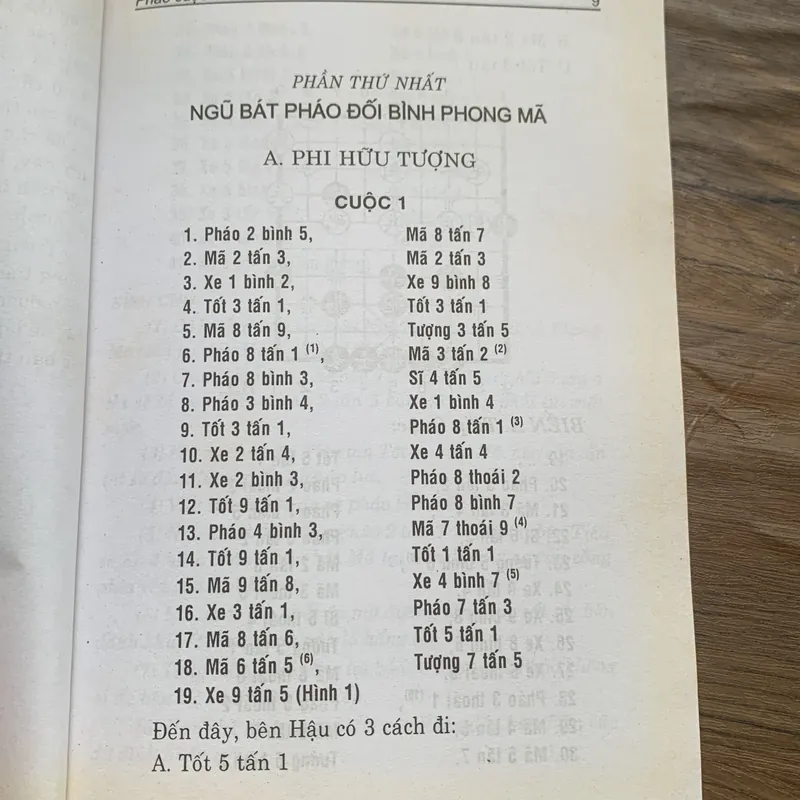 9
PHẦN THỨ NHẤT
NGŨ BÁT PHÁO ĐỐI BÌNH PHONG MÃ
A. PHI HỮU TƯỢNG
CUỘC 1
1. Pháo 2 bình 5, Mã 8 tấn 7
2. Mã 2 tấn 3, Mã 2 tấn 3
3. Xe 1 bình 2, Xe 9 bình 8
4. Tốt 3 tấn 1, Tốt 3 tấn 1
5. Mã 8 tấn 9, Tượng 3 tấn 5
6. Pháo 8 tấn 1 (1), Mã 3 tấn 2 (2)
7. Pháo 8 bình 3, Sĩ 4 tấn 5
8. Pháo 3 bình 4, Xe 1 bình 4
9. Tốt 3 tấn 1, Pháo 8 tấn 1 (3)
10. Xe 2 tấn 4, Xe 4 tấn 4
11. Xe 2 bình 3, Pháo 8 thoái 2
12. Tốt 9 tấn 1, Pháo 8 bình 7
13. Pháo 4 bình 3, Mã 7 thoái 9 (4)
14. Tốt 9 tấn 1, Tốt 1 tấn 1
15. Mã 9 tấn 8, Xe 4 bình 7 (5)
16. Xe 3 tấn 1, Pháo 7 tấn 3
17. Mã 8 tấn 6, Tốt 5 tấn 1
18. Mã 6 tấn 5 (6), Tượng 7 tấn 5
19. Xe 9 tấn 5 (Hình 1)
Đến đây, bên Hậu có 3 cách đi:
A. Tốt 5 tấn 1